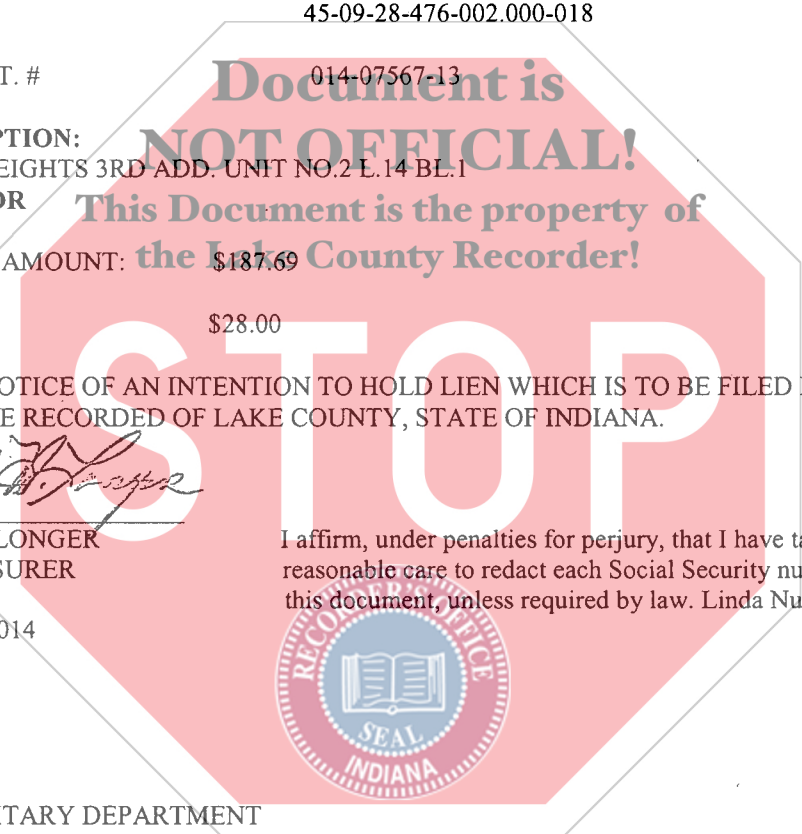 45-09-28-476-002.000-018
T. # 014-07567-13
Document is
PTION:
NOT OFFICIAL!
EIGHTS 3RD ADD. UNIT NO.2 L.14 BL.1
OR
This Document is the property of
AMOUNT: $187.69
the Lake County Recorder!
$28.00
STOP
OTICE OF AN INTENTION TO HOLD LIEN WHICH IS TO BE FILED
E RECORDED OF LAKE COUNTY, STATE OF INDIANA.
LONGER
SURER
I affirm, under penalties for perjury, that I have ta
reasonable care to redact each Social Security nu
this document, unless required by law. Linda Nu
014
RECORDER'S OFFICE
SEAL
INDIANA
ITARY DEPARTMENT